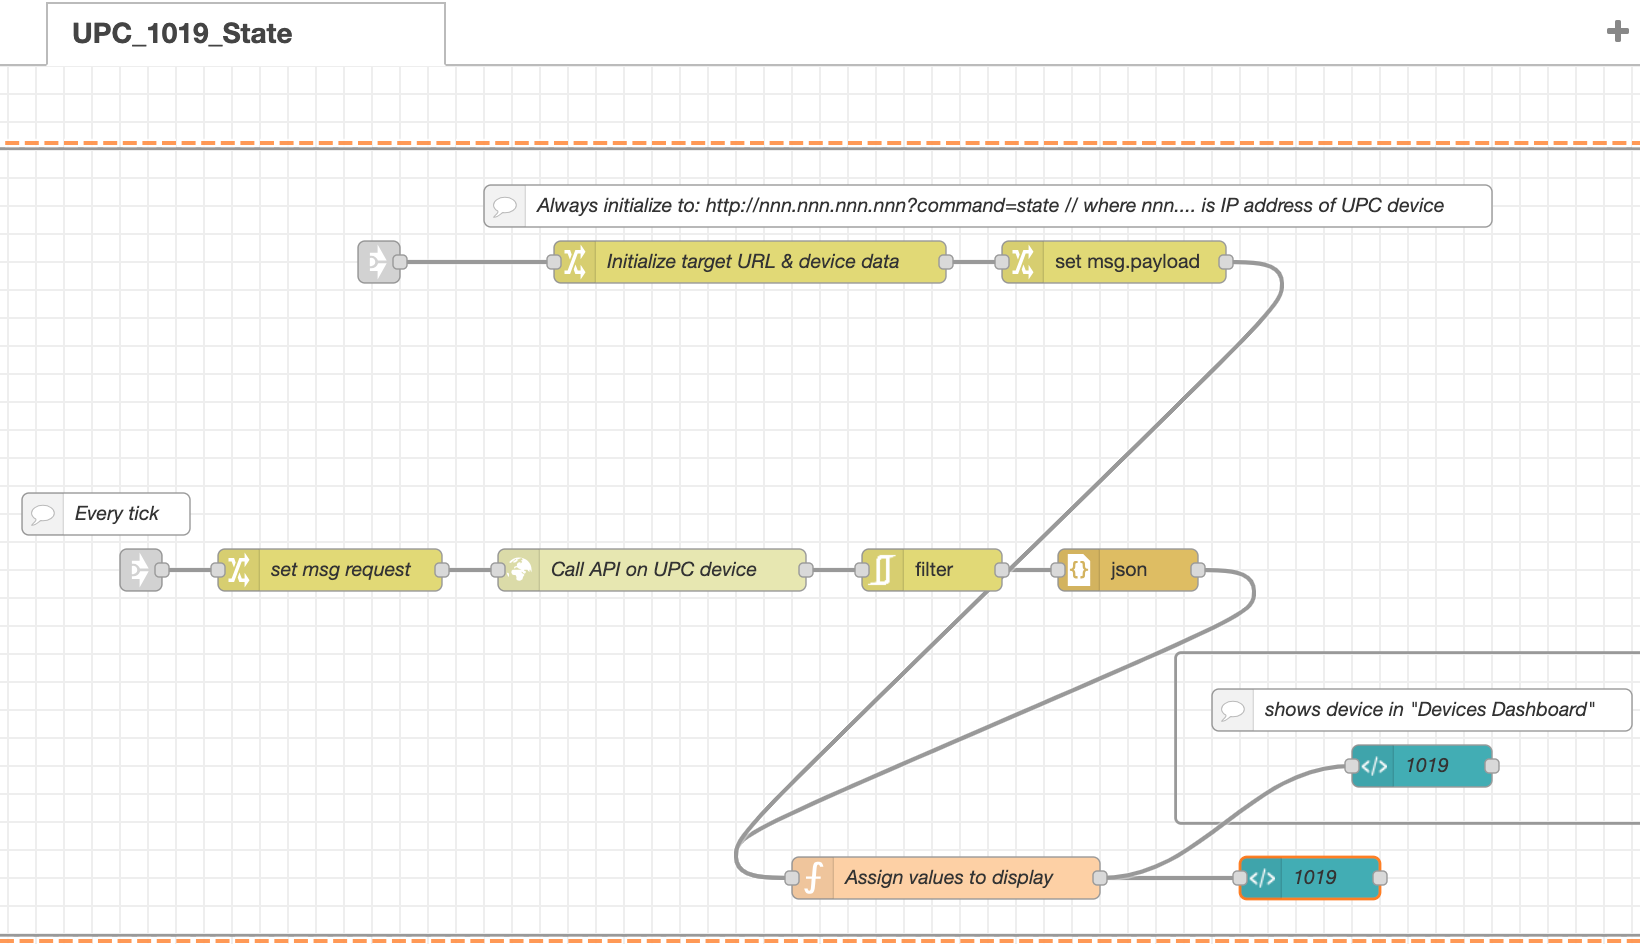 UPC_1019_State
Always initialize to: http://nnn.nnn.nnn.nnn?command=state // where nnn.... is IP address of UPC device
Initialize target URL & device data
set msg.payload
Every tick
set msg request
Call API on UPC device
filter
json
shows device in "Devices Dashboard"
1019
Assign values to display
1019